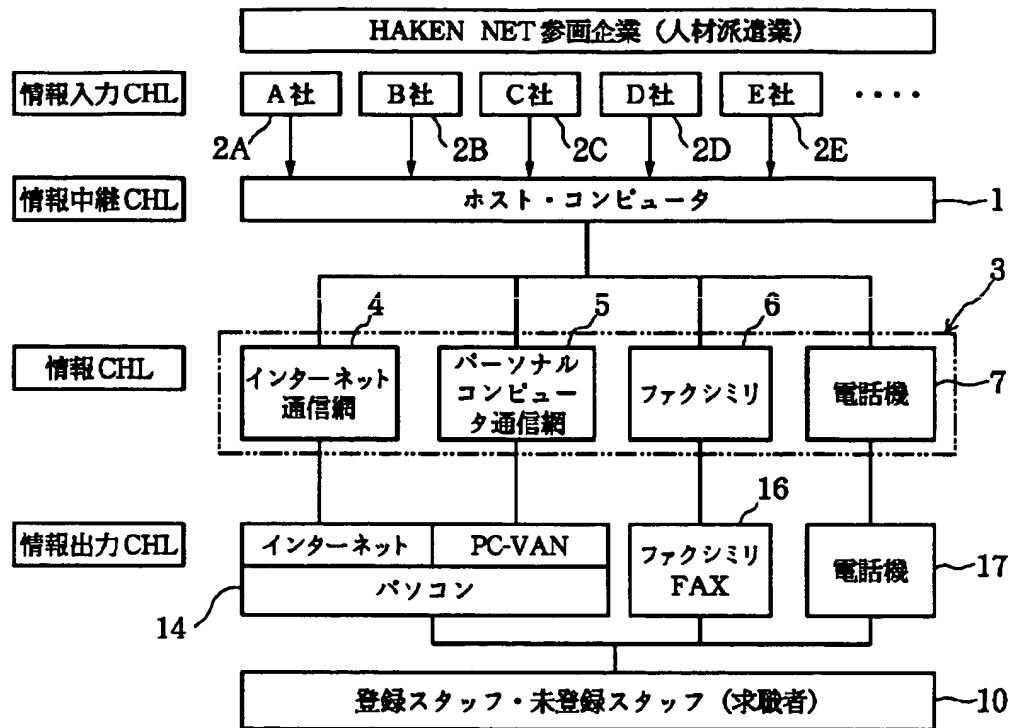 HAKEN NET参画企業（人材派遣業）
情報入力CHL
A社
B社
C社
D社
E社
・・・・
2A
2B
2C
2D
2E
情報中継CHL
ホスト・コンピュータ
1
3
4
5
6
情報CHL
インターネット
通信網
パーソナル
コンピュー
タ通信網
ファクシミリ
電話機
7
16
情報出力CHL
インターネット
PC-VAN
パソコン
ファクシミリ
FAX
電話機
17
14
登録スタッフ・未登録スタッフ（求職者）
10